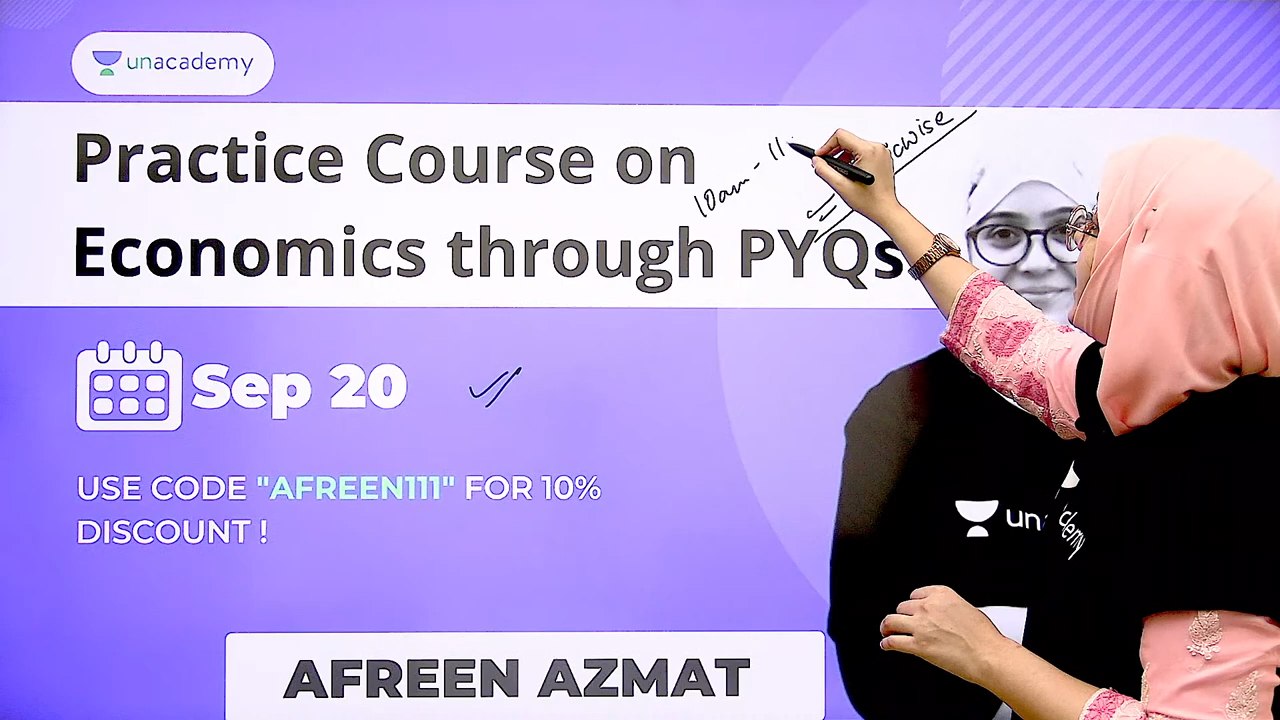 unacademy
Practice Course on
Economics through PYQs
10am - 11
Sep 20
USE CODE "AFREEN111" FOR 10%
DISCOUNT !
AFREEN AZMAT